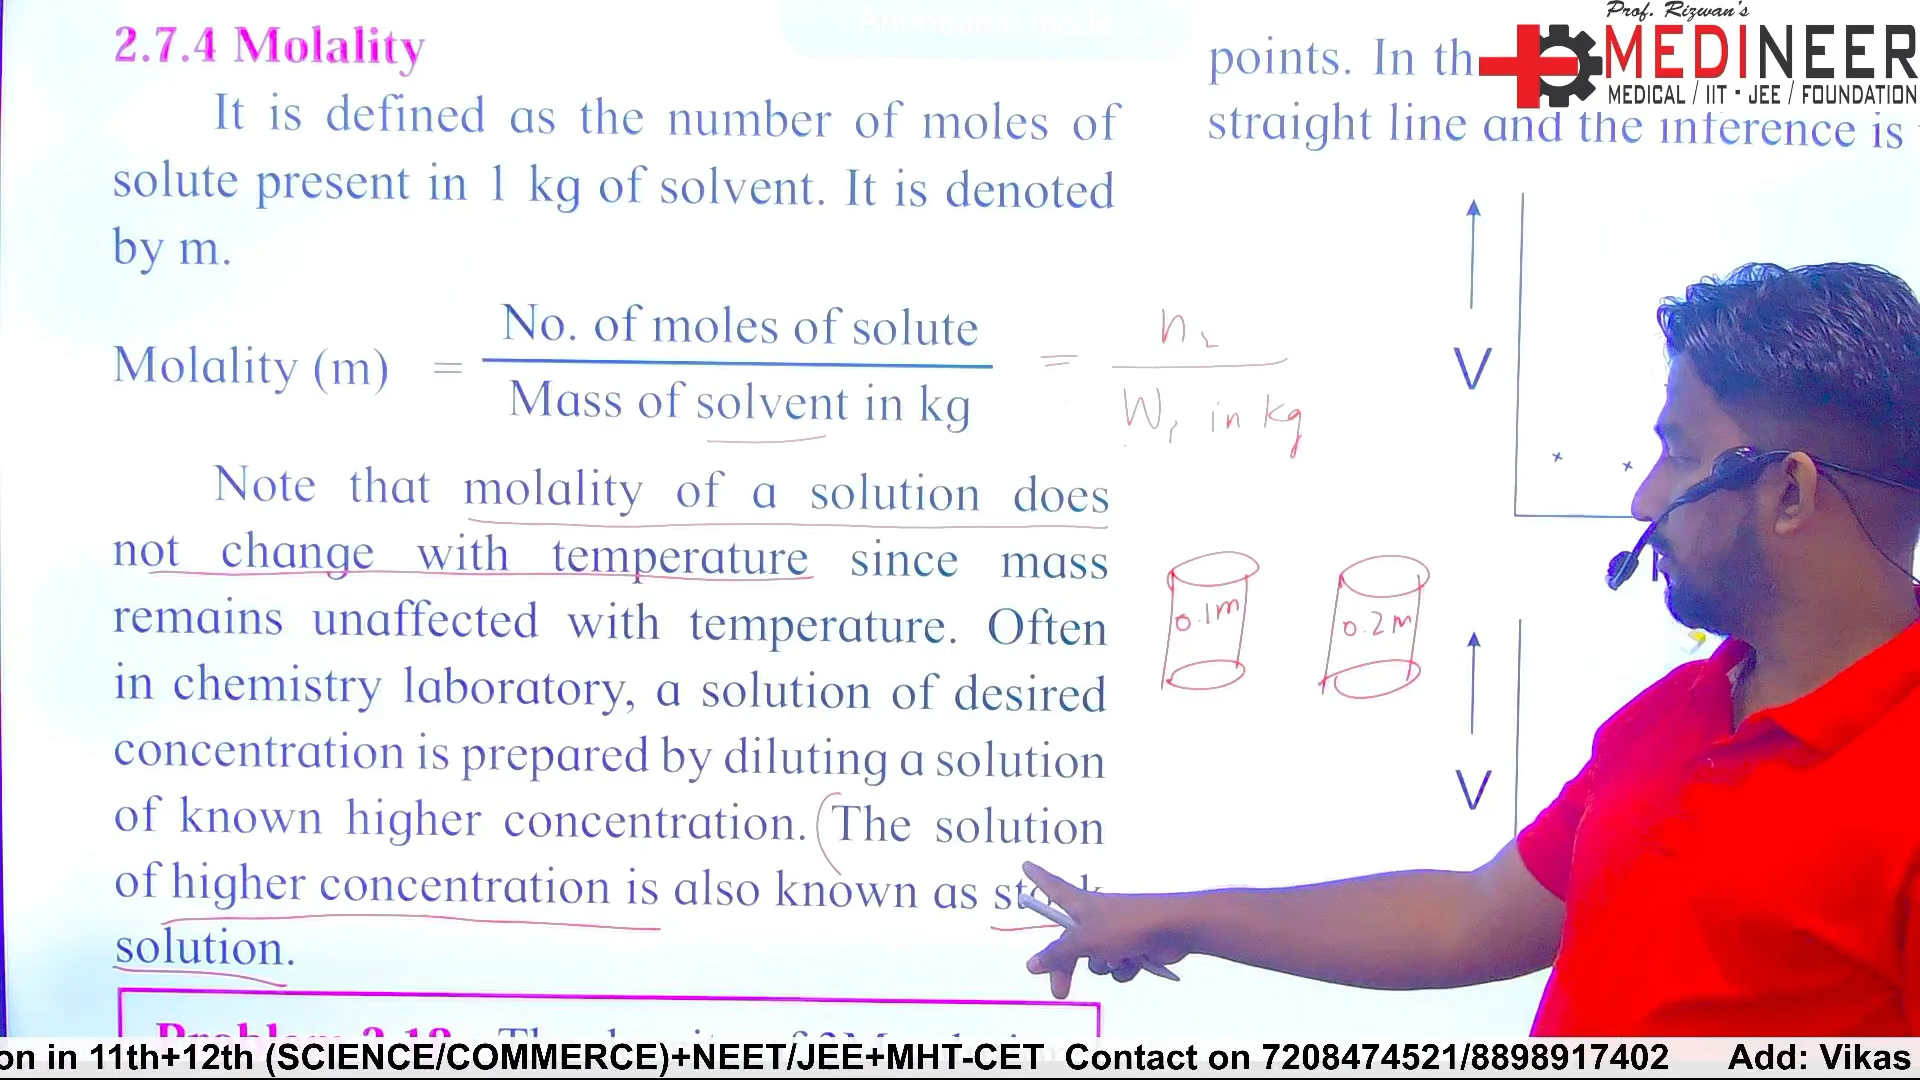 2.7.4 Molality
It is defined as the number of moles of
solute present in 1 kg of solvent. It is denoted
by m.
Molality (m) = No. of moles of solute
Mass of solvent in kg
= n₂
W₁ in kg
Note that molality of a solution does
not change with temperature since mass
remains unaffected with temperature. Often
in chemistry laboratory, a solution of desired
concentration is prepared by diluting a solution
of known higher concentration. (The solution
of higher concentration is also known as
solution.
0.1m
0.2m
points. In th
straight line and the inference is
V
V
Prof. Rizwan's
MEDINEER
MEDICAL / IIT - JEE / FOUNDATION
on in 11th+12th (SCIENCE/COMMERCE)+NEET/JEE+MHT-CET Contact on 7208474521/8898917402 Add: Vikas